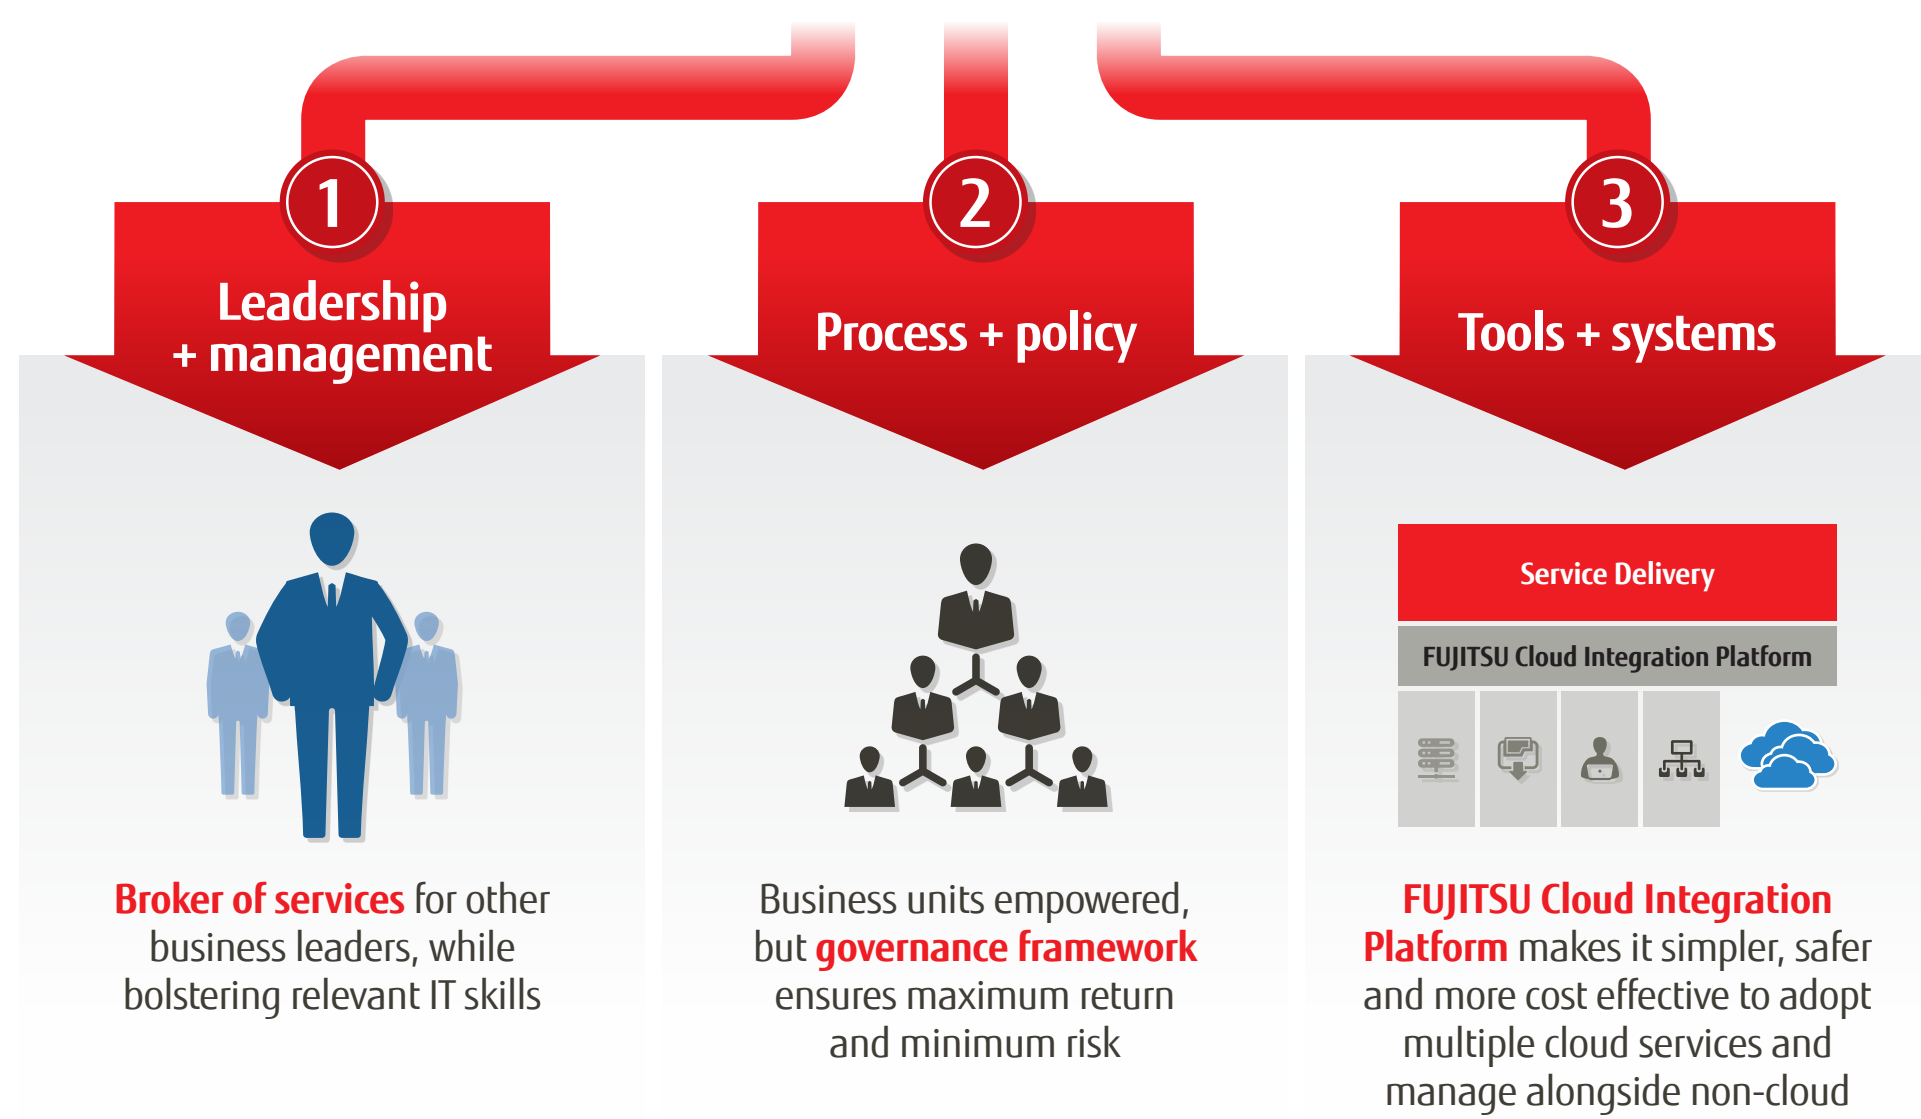 1
Leadership
+ management
Broker of services for other
business leaders, while
bolstering relevant IT skills
2
Process + policy
Business units empowered,
but governance framework
ensures maximum return
and minimum risk
3
Tools + systems
Service Delivery
FUJITSU Cloud Integration Platform
FUJITSU Cloud Integration
Platform makes it simpler, safer
and more cost effective to adopt
multiple cloud services and
manage alongside non-cloud